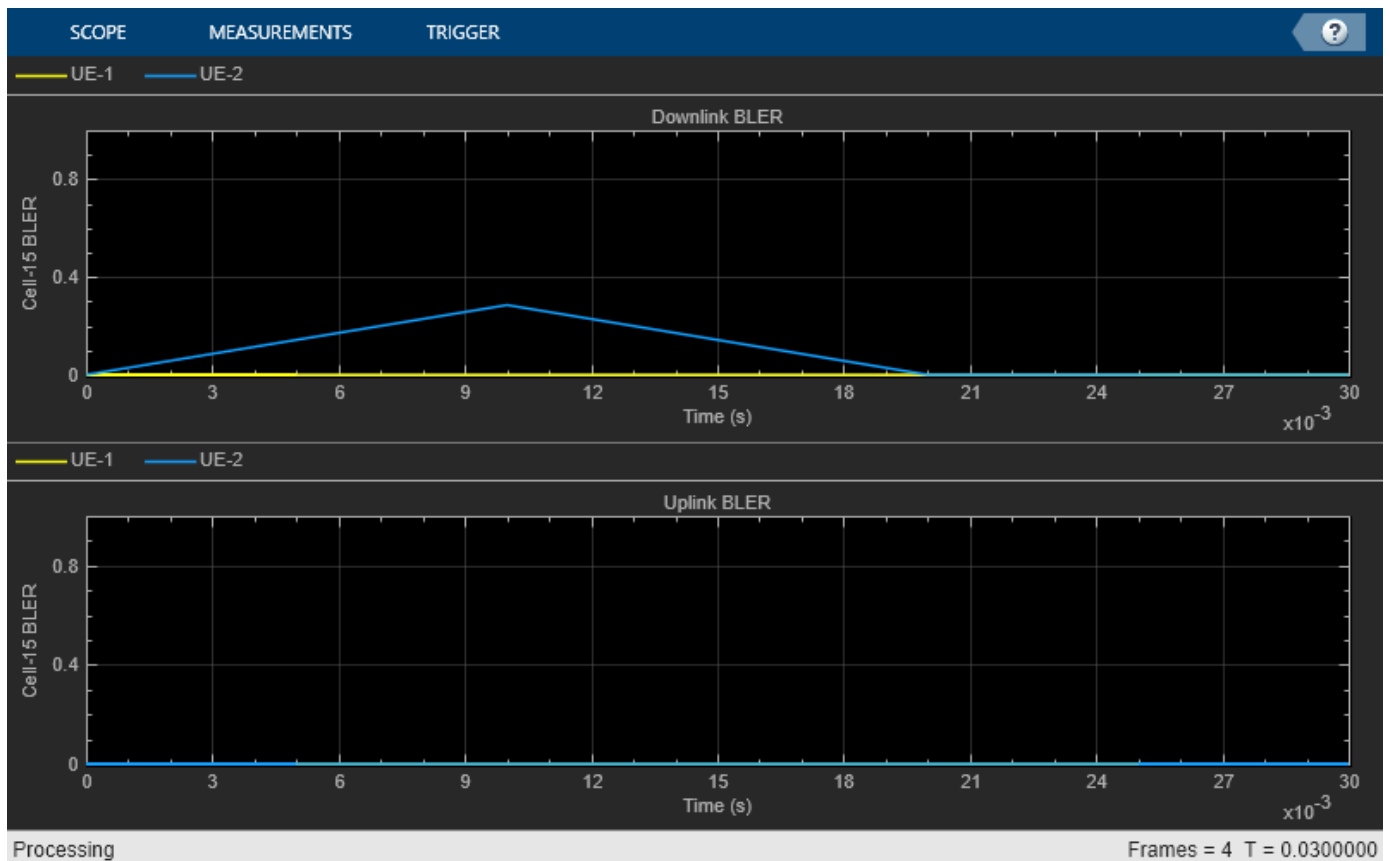 SCOPE MEASUREMENTS TRIGGER ?
UE-1 UE-2
Downlink BLER
Cell-15 BLER
0.8
0.4
0
0 3 6 9 12 15 18 21 24 27 30
Time (s)
x10-3
UE-1 UE-2
Uplink BLER
Cell-15 BLER
0.8
0.4
0
0 3 6 9 12 15 18 21 24 27 30
Time (s)
x10-3
Processing Frames = 4 T = 0.0300000